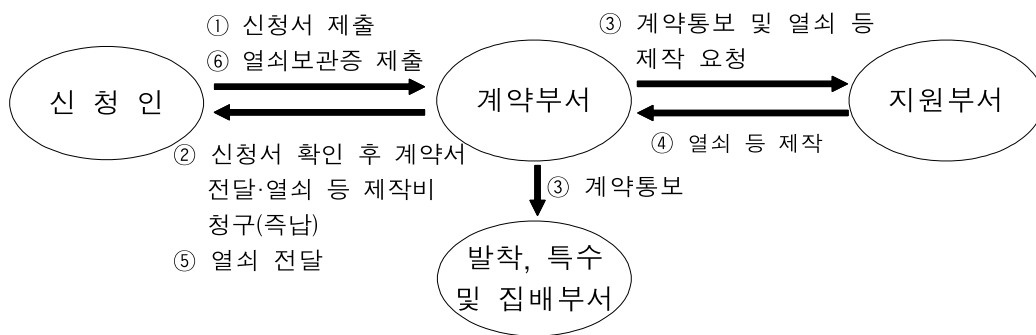 ① 신청서 제출
⑥ 열쇠보관증 제출
③ 계약통보 및 열쇠 등
제작 요청
신 청 인
계약부서
지원부서
② 신청서 확인 후 계약서
전달·열쇠 등 제작비
청구(즉납)
⑤ 열쇠 전달
④ 열쇠 등 제작
③ 계약통보
발착, 특수
및 집배부서